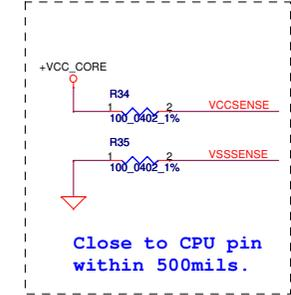 +VCC_CORE
R34
1 2 VCCSENSE
100_0402_1%
R35
1 2 VSSSENSE
100_0402_1%
Close to CPU pin
within 500mils.